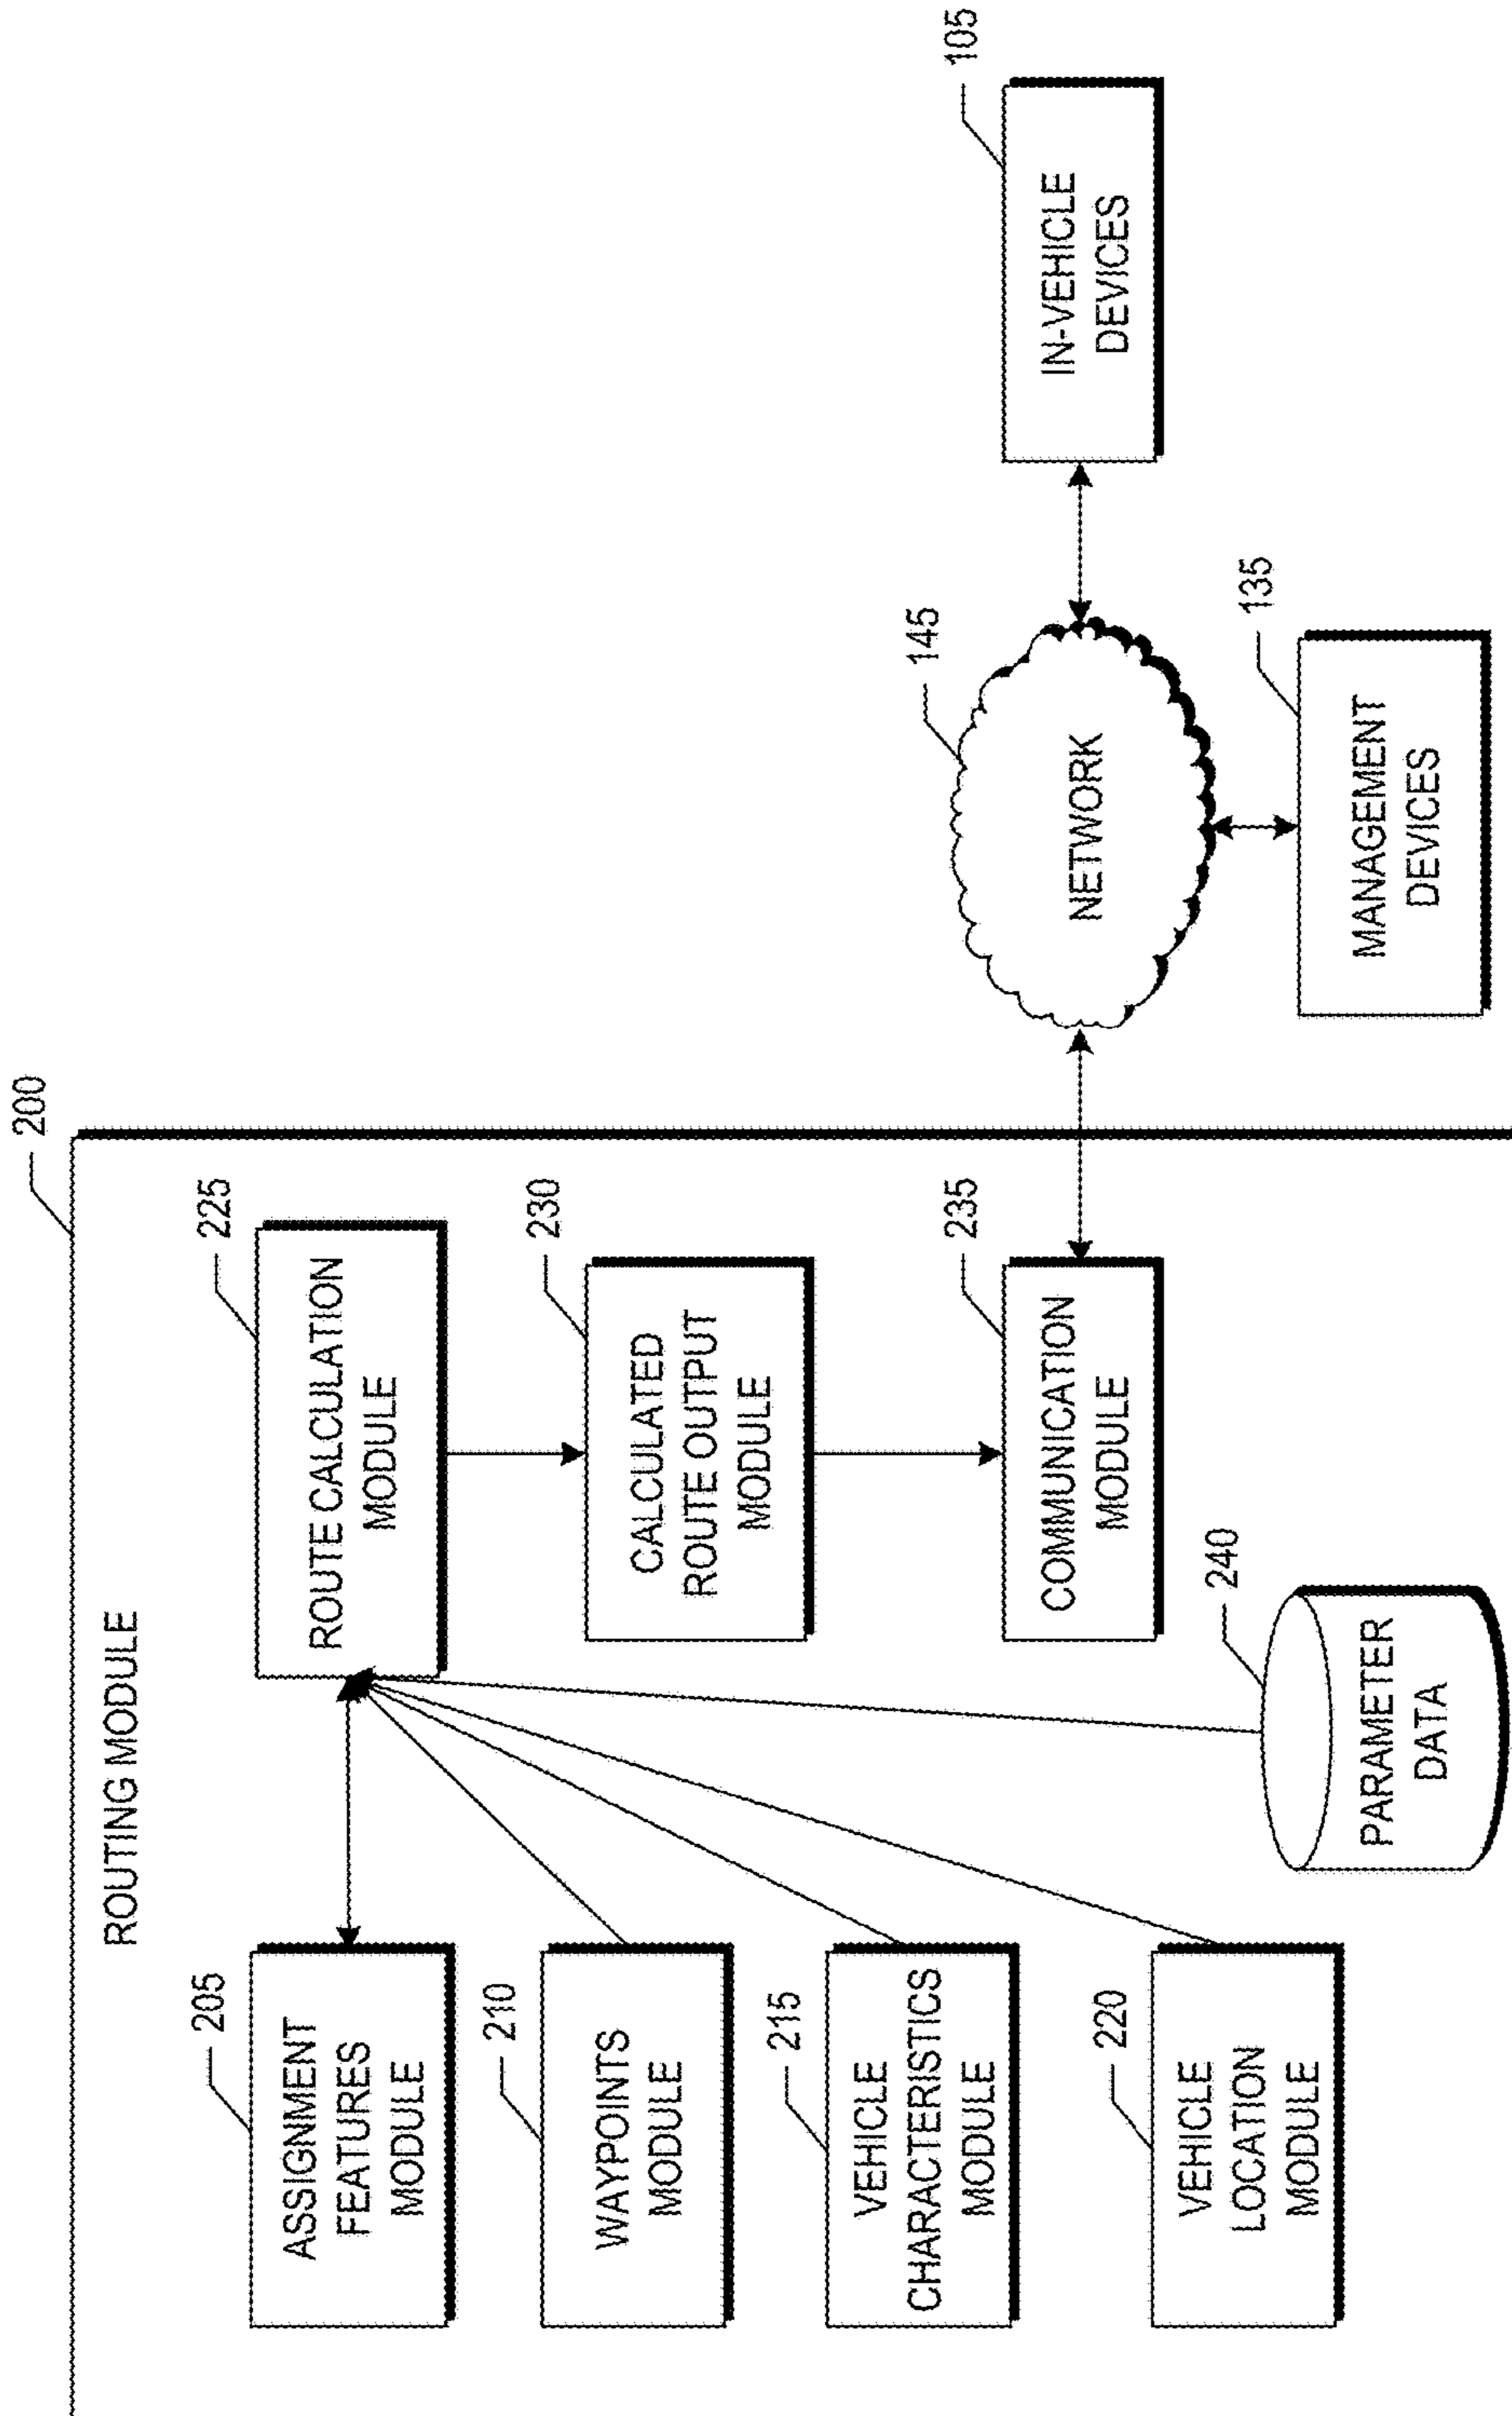 200
ROUTING MODULE
205
ASSIGNMENT
FEATURES
MODULE
210
WAYPOINTS
MODULE
215
VEHICLE
CHARACTERISTICS
MODULE
220
VEHICLE
LOCATION
MODULE
225
ROUTE CALCULATION
MODULE
230
CALCULATED
ROUTE OUTPUT
MODULE
235
COMMUNICATION
MODULE
240
PARAMETER
DATA
145
NETWORK
135
MANAGEMENT
DEVICES
105
IN-VEHICLE
DEVICES